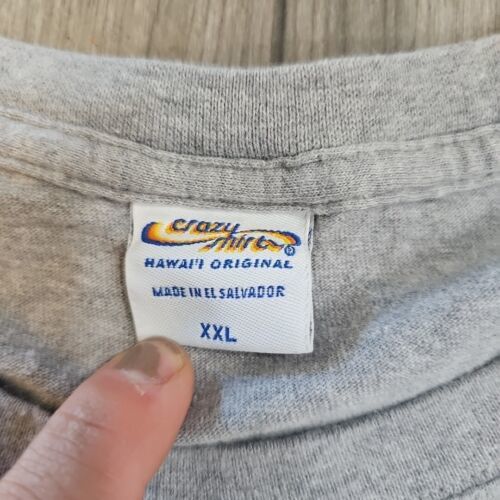 crazy
shirts®
HAWAI'I ORIGINAL
MADE IN EL SALVADOR
XXL